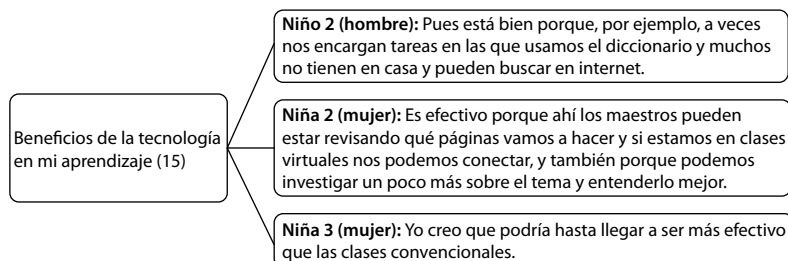 Niño 2 (hombre): Pues está bien porque, por ejemplo, a veces
nos encargan tareas en las que usamos el diccionario y muchos
no tienen en casa y pueden buscar en internet.
Beneficios de la tecnología
en mi aprendizaje (15)
Niña 2 (mujer): Es efectivo porque ahí los maestros pueden
estar revisando qué páginas vamos a hacer y si estamos en clases
virtuales nos podemos conectar, y también porque podemos
investigar un poco más sobre el tema y entenderlo mejor.
Niña 3 (mujer): Yo creo que podría hasta llegar a ser más efectivo
que las clases convencionales.